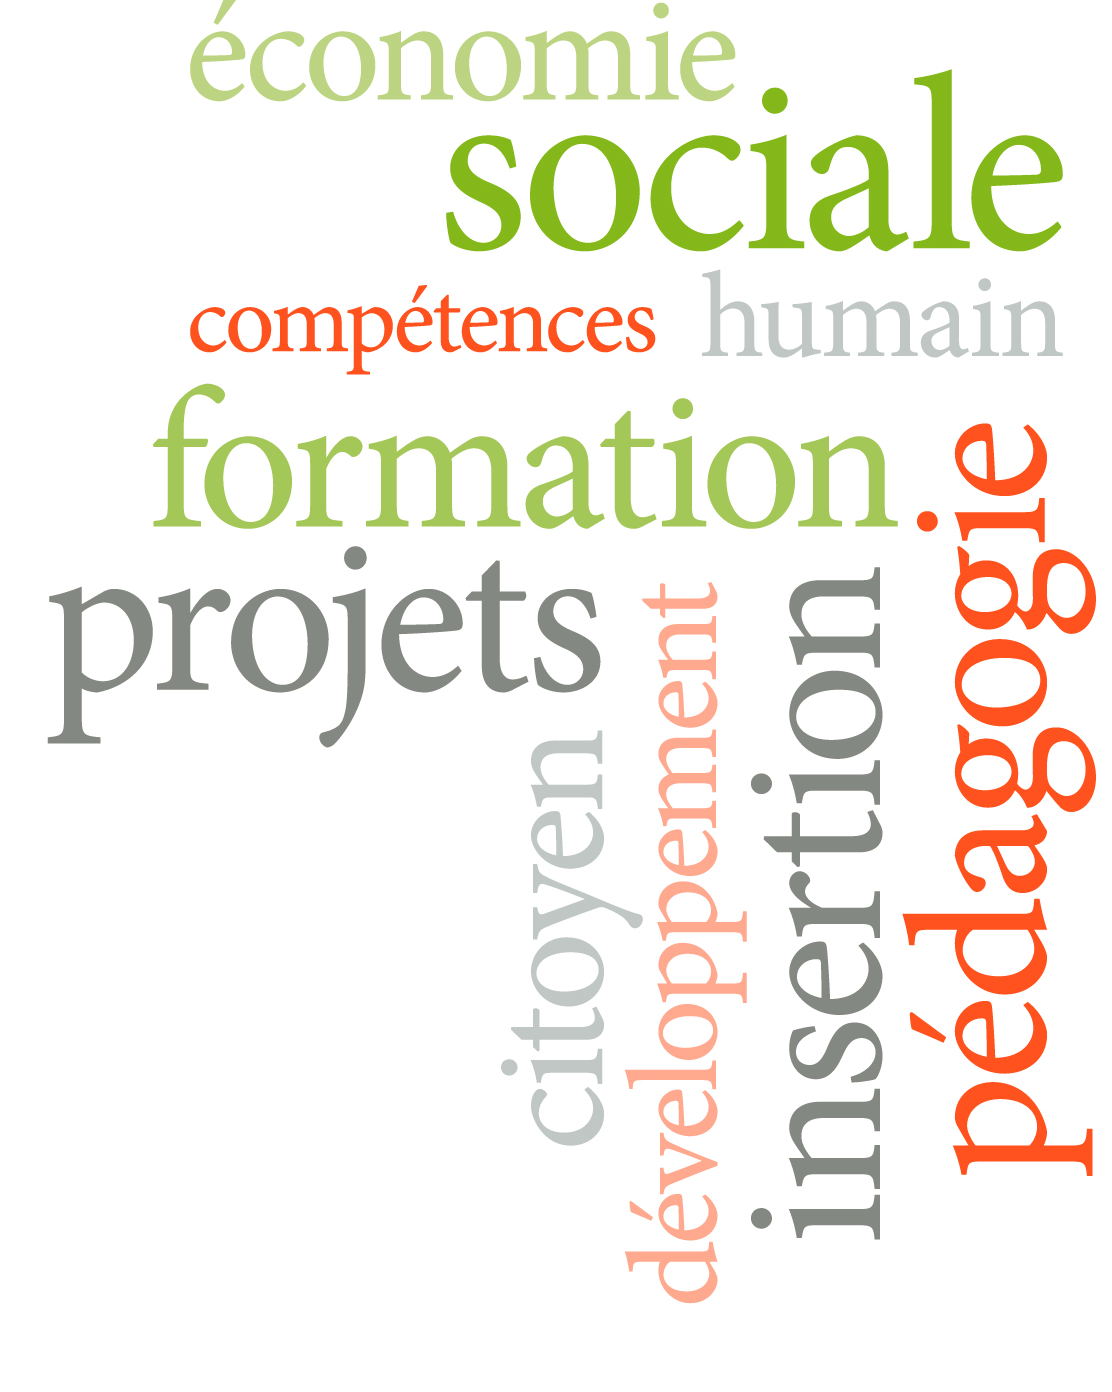 économie
sociale
compétences humain
formation
projets
citoyen
développement
insertion
pédagogie